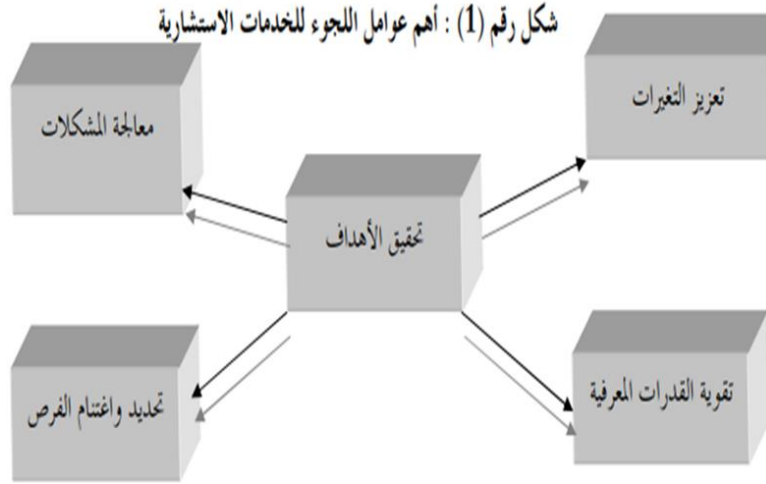 شكل رقم (1) : أهم عوامل اللجوء للخدمات الاستشارية
تعزيز التغيرات
معالجة المشكلات
تحقيق الأهداف
تقوية القدرات المعرفية
تحديد واغتنام الفرص